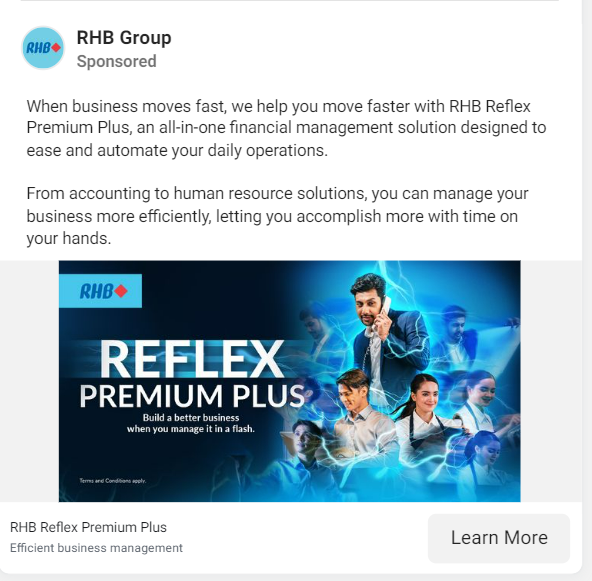 RHB
RHB Group
Sponsored
When business moves fast, we help you move faster with RHB Reflex
Premium Plus, an all-in-one financial management solution designed to
ease and automate your daily operations.
From accounting to human resource solutions, you can manage your
business more efficiently, letting you accomplish more with time on
your hands.
RHB
REFLEX
PREMIUM PLUS
Build a better business
when you manage it in a flash.
Terms and Conditions apply.
RHB Reflex Premium Plus
Efficient business management
Learn More